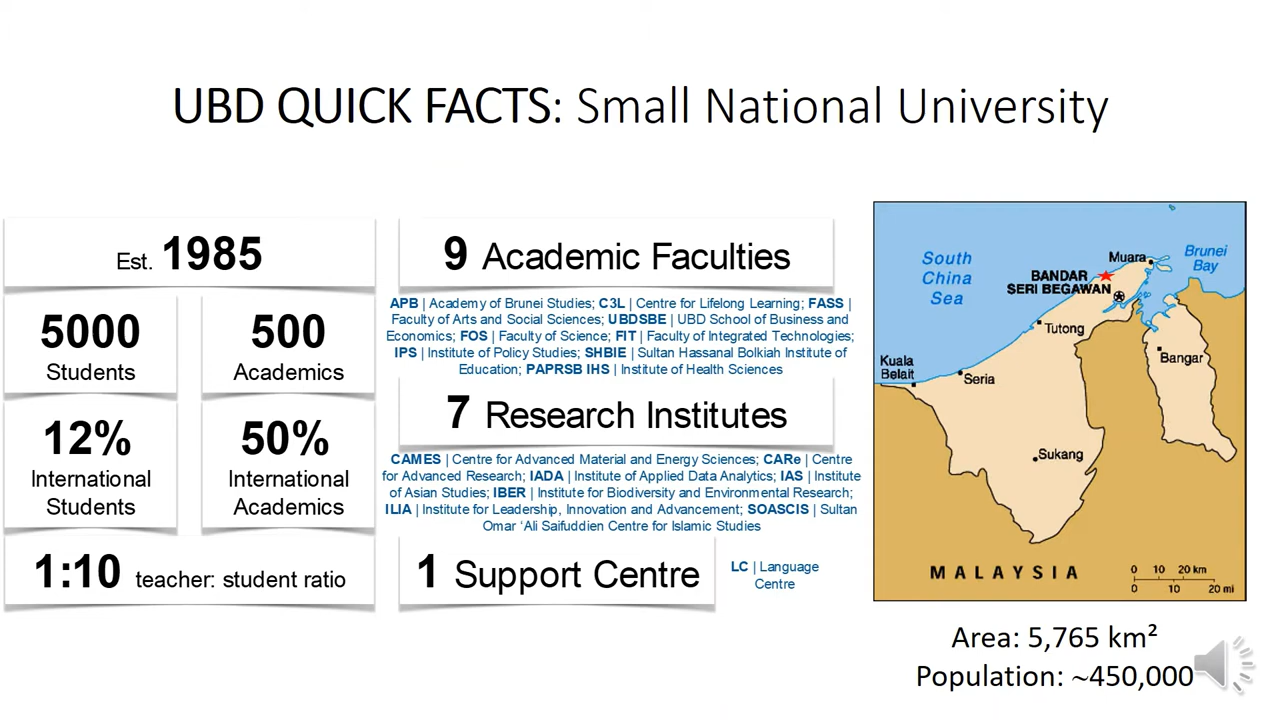 UBD QUICK FACTS: Small National University
Est. 1985
5000
Students
500
Academics
12%
International
Students
50%
International
Academics
1:10 teacher: student ratio
9 Academic Faculties
APB | Academy of Brunei Studies; C3L | Centre for Lifelong Learning; FASS |
Faculty of Arts and Social Sciences; UBDSBE | UBD School of Business and
Economics; FOS | Faculty of Science; FIT | Faculty of Integrated Technologies;
IPS | Institute of Policy Studies; SHBIE | Sultan Hassanal Bolkiah Institute of
Education; PAPRSB IHS | Institute of Health Sciences
7 Research Institutes
CAMES | Centre for Advanced Material and Energy Sciences; CARe | Centre
for Advanced Research; IADA | Institute of Applied Data Analytics; IAS | Institute
of Asian Studies; IBER | Institute for Biodiversity and Environmental Research;
ILIA | Institute for Leadership, Innovation and Advancement; SOASCIS | Sultan
Omar ‘Ali Saifuddien Centre for Islamic Studies
1 Support Centre
LC | Language
Centre
South
China
Sea
Muara
Brunei
Bay
BANDAR
SERI BEGAWAN
Tutong
Kuala
Belait
Seria
Bangar
Sukang
MALAYSIA
0 10 20 km
0 10 20 mi
Area: 5,765 km²
Population: ~450,000